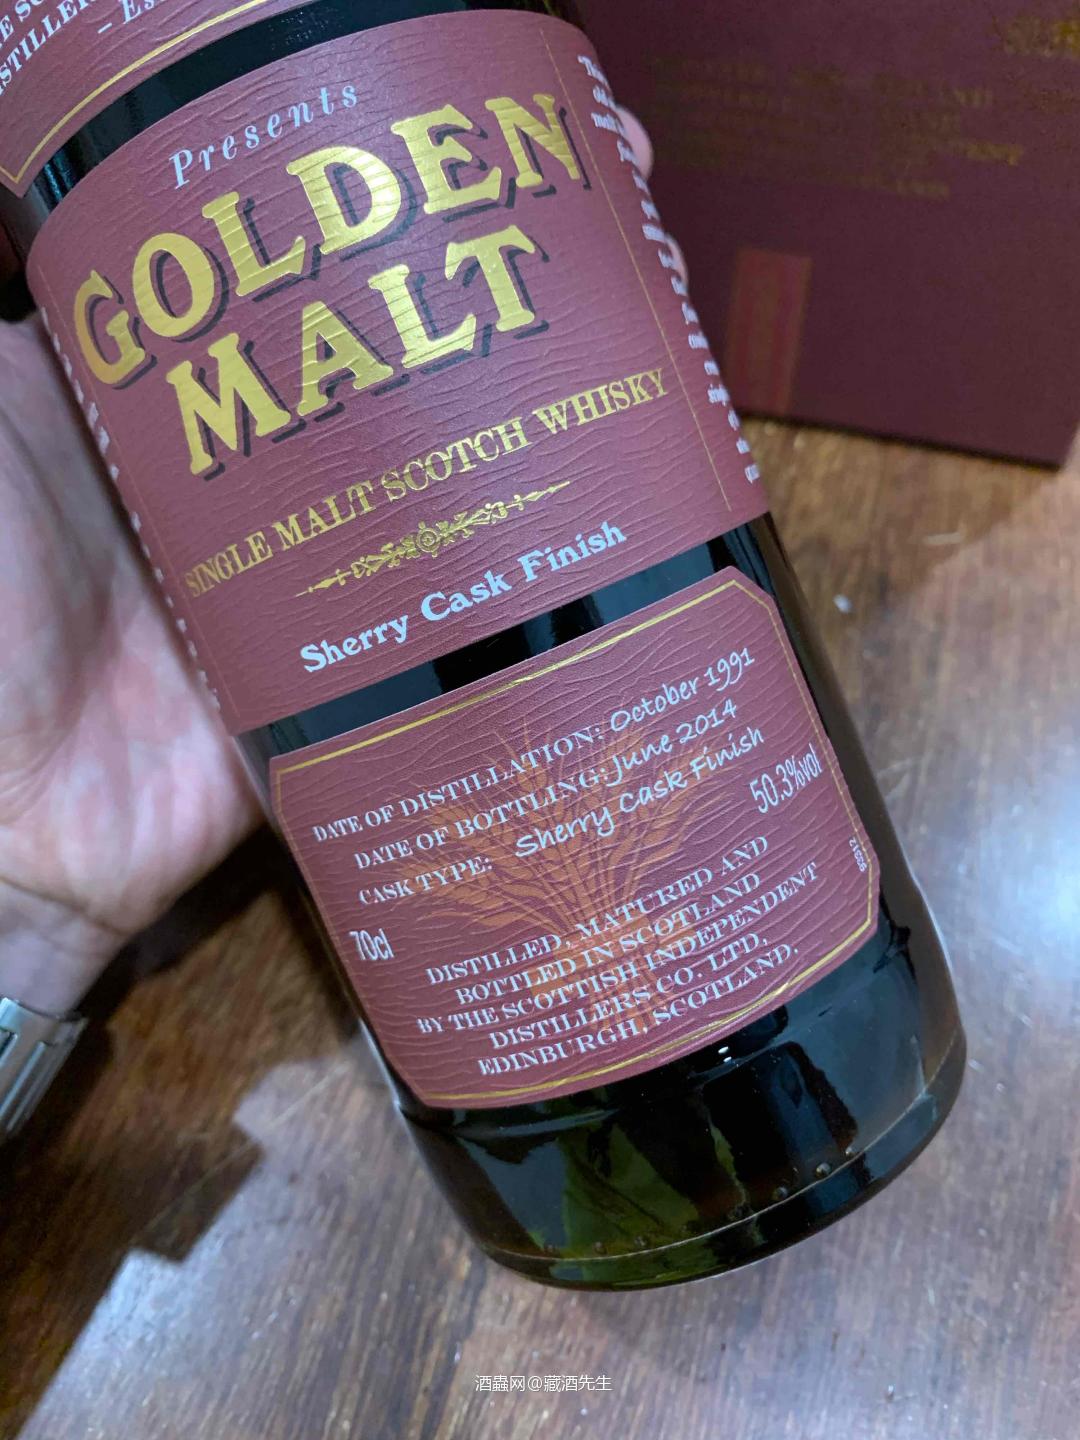 Presents
GOLDEN
MALT
SINGLE MALT SCOTCH WHISKY
Sherry Cask Finish
DATE OF DISTILLATION: October 1991
DATE OF BOTTLING: June 2014
CASK TYPE: Sherry Cask Finish
50.3%vol
70cl
DISTILLED, MATURED AND
BOTTLED IN SCOTLAND
BY THE SCOTTISH INDEPENDENT
DISTILLERS CO. LTD,
EDINBURGH, SCOTLAND.
酒蟲网@藏酒先生